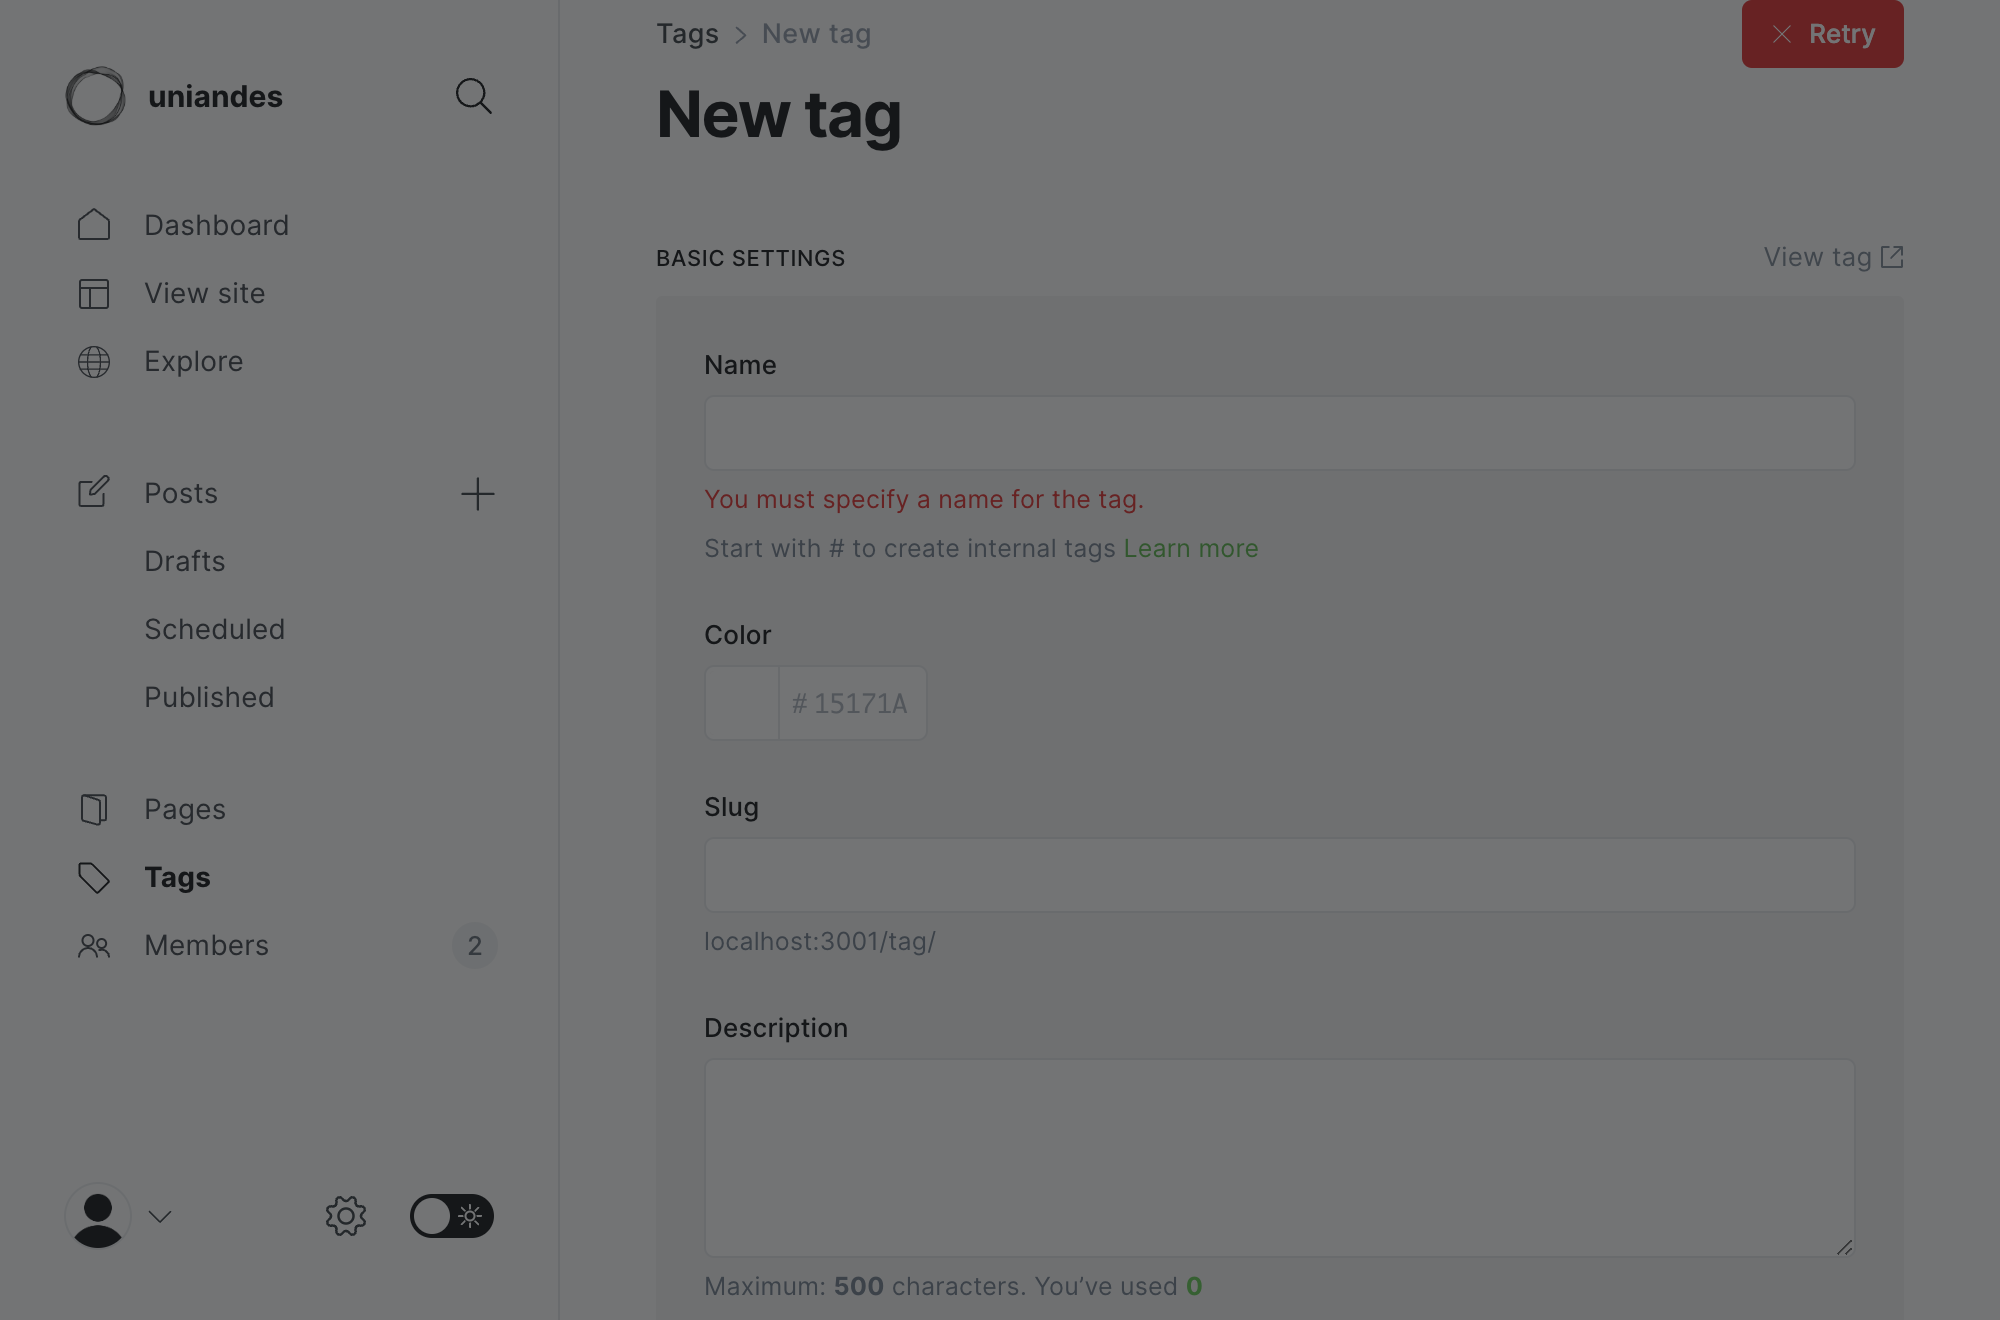 uniandes
Dashboard
View site
Explore
Posts
Drafts
Scheduled
Published
Pages
Tags
Members 2
Tags > New tag
Retry
New tag
BASIC SETTINGS
View tag
Name
You must specify a name for the tag.
Start with # to create internal tags Learn more
Color
# 15171A
Slug
localhost:3001/tag/
Description
Maximum: 500 characters. You’ve used 0